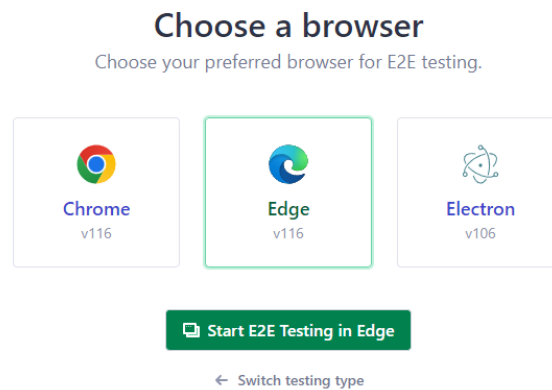 Choose a browser
Choose your preferred browser for E2E testing.
Chrome
v116
Edge
v116
Electron
v106
Start E2E Testing in Edge
← Switch testing type